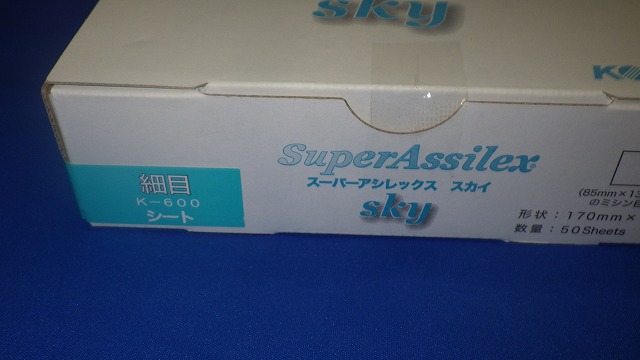 sky
細目
K-600
シート
SuperAssilex
スーパーアシレックス スカイ
sky
(85mm×13
のミシン目
形状:170mm×
数量:50Sheets